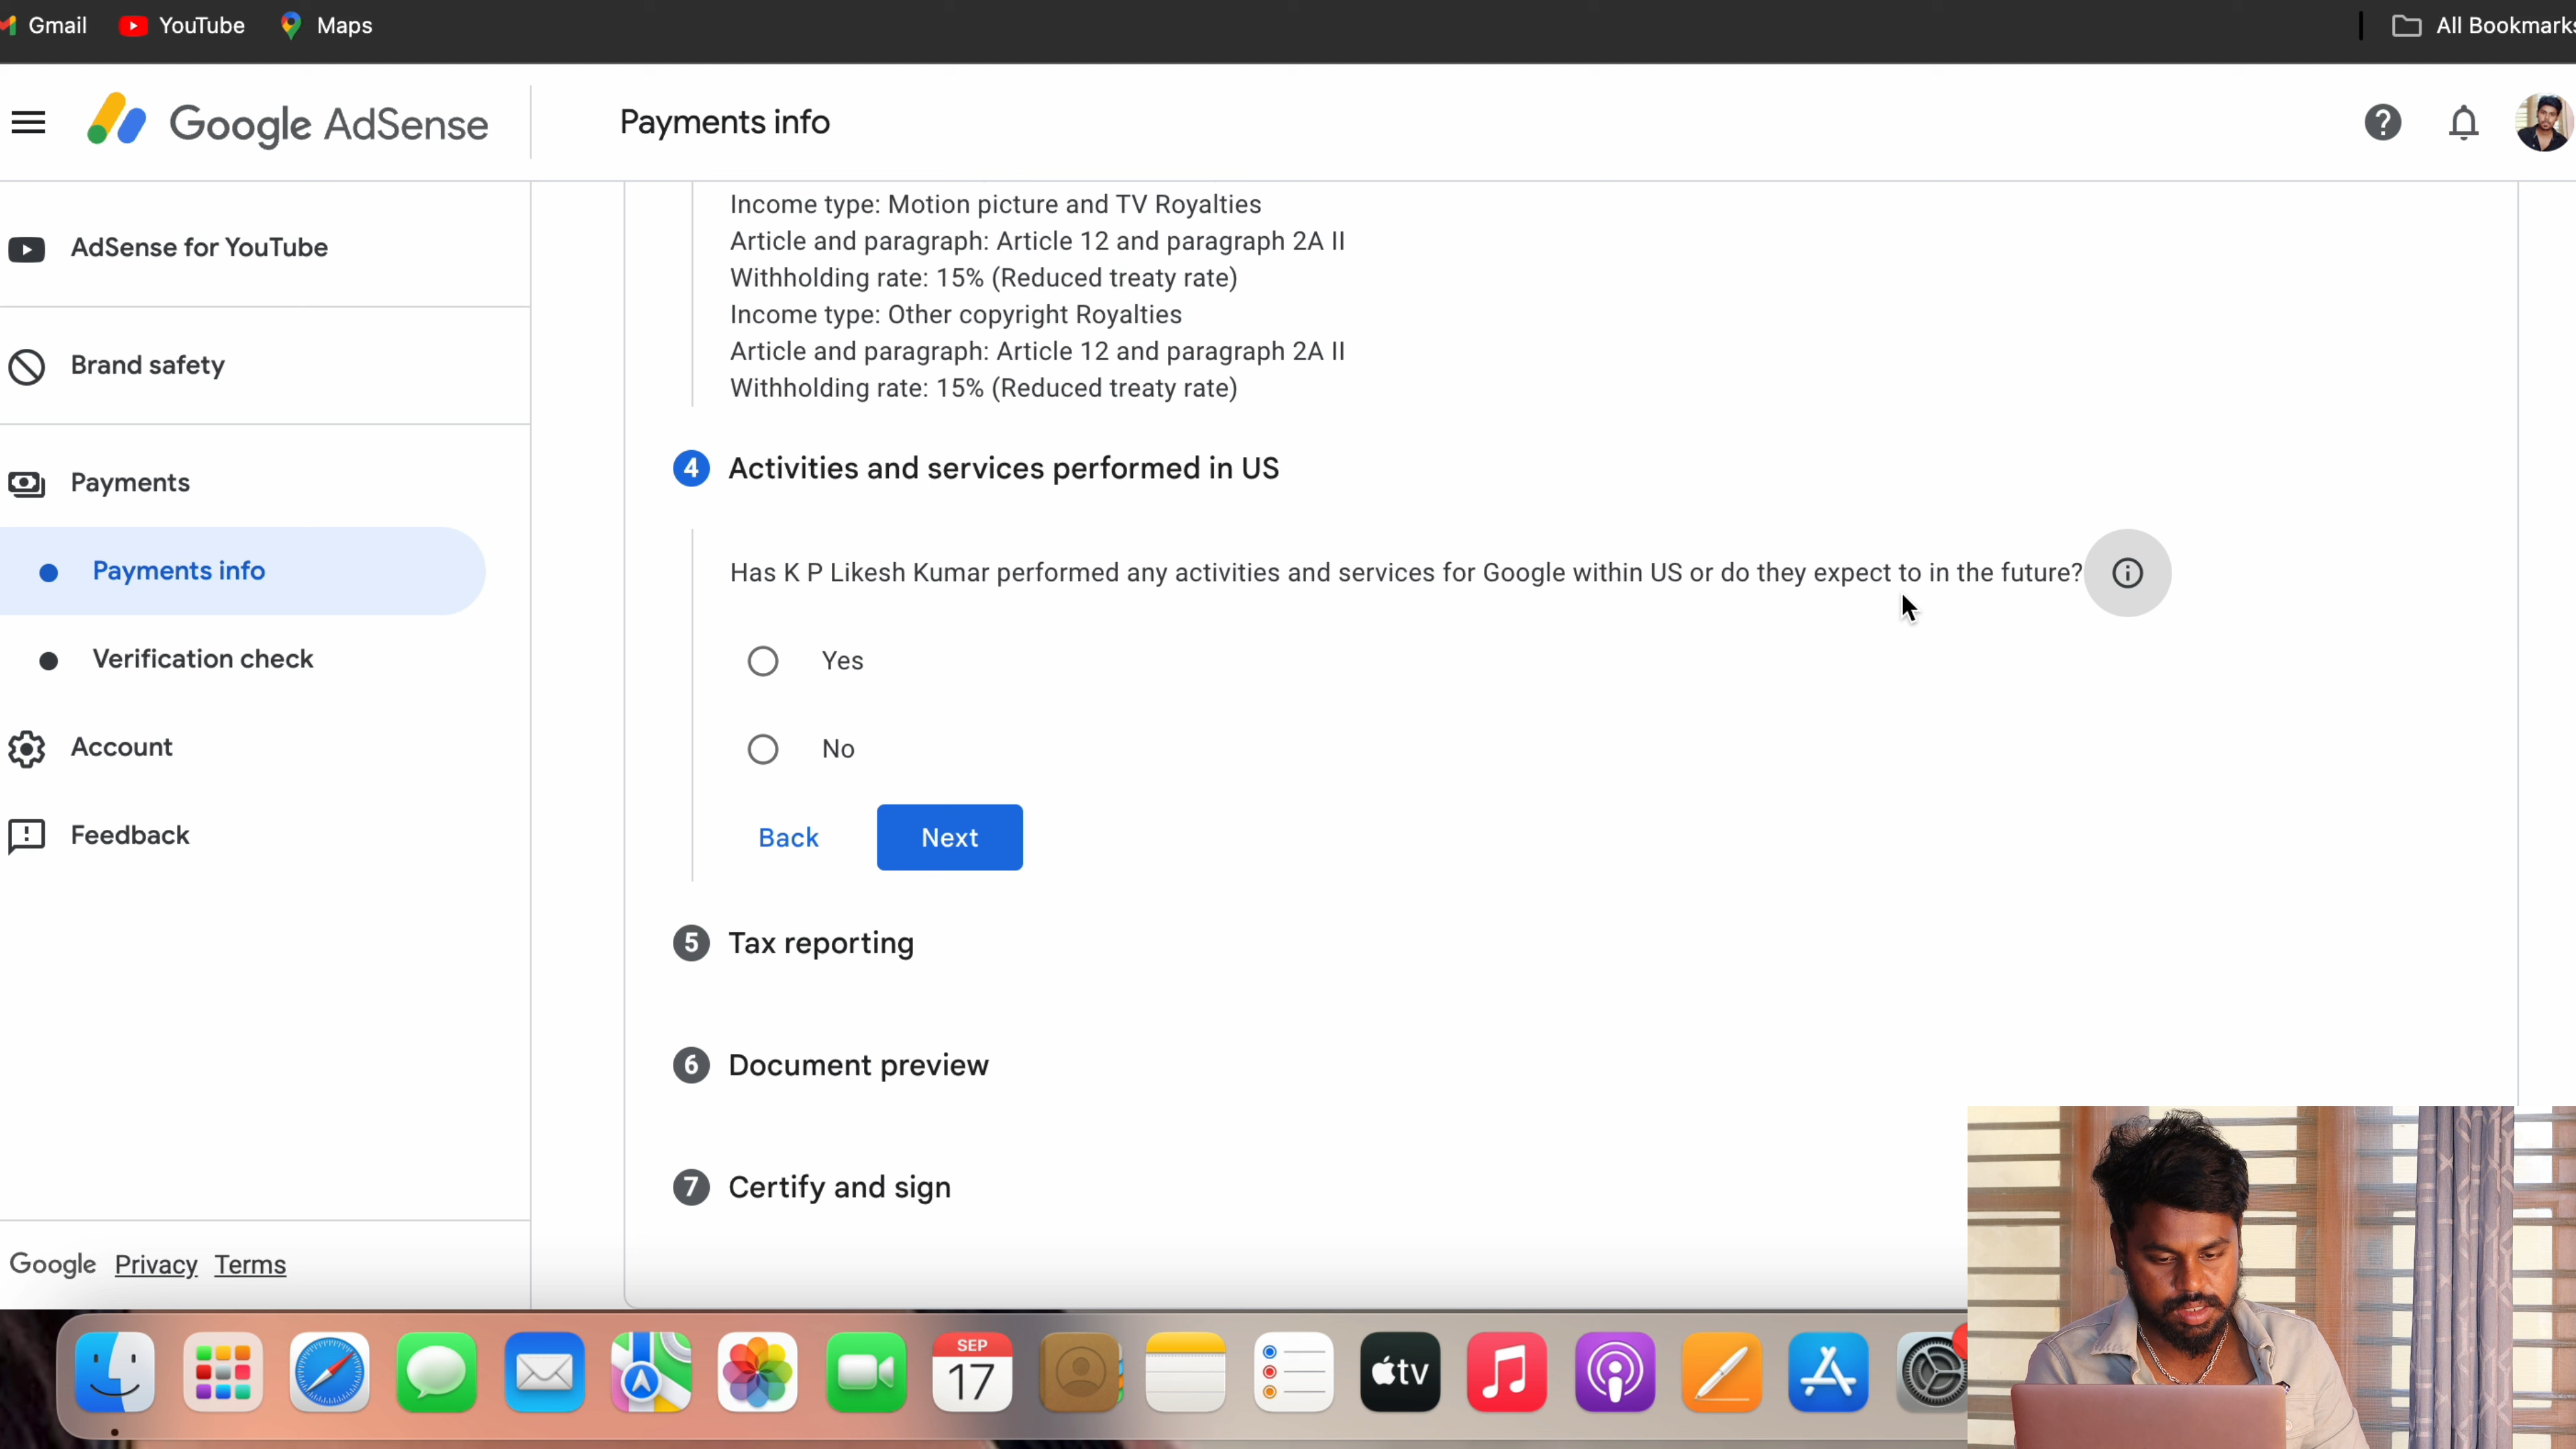 Gmail
YouTube
Maps
All Bookmarks
Google AdSense
Payments info
AdSense for YouTube
Brand safety
Payments
Payments info
Verification check
Account
Feedback
Google Privacy Terms
Income type: Motion picture and TV Royalties
Article and paragraph: Article 12 and paragraph 2A II
Withholding rate: 15% (Reduced treaty rate)
Income type: Other copyright Royalties
Article and paragraph: Article 12 and paragraph 2A II
Withholding rate: 15% (Reduced treaty rate)
4 Activities and services performed in US
Has K P Likesh Kumar performed any activities and services for Google within US or do they expect to in the future?
Yes
No
Back
Next
5 Tax reporting
6 Document preview
7 Certify and sign
SEP
17
tv